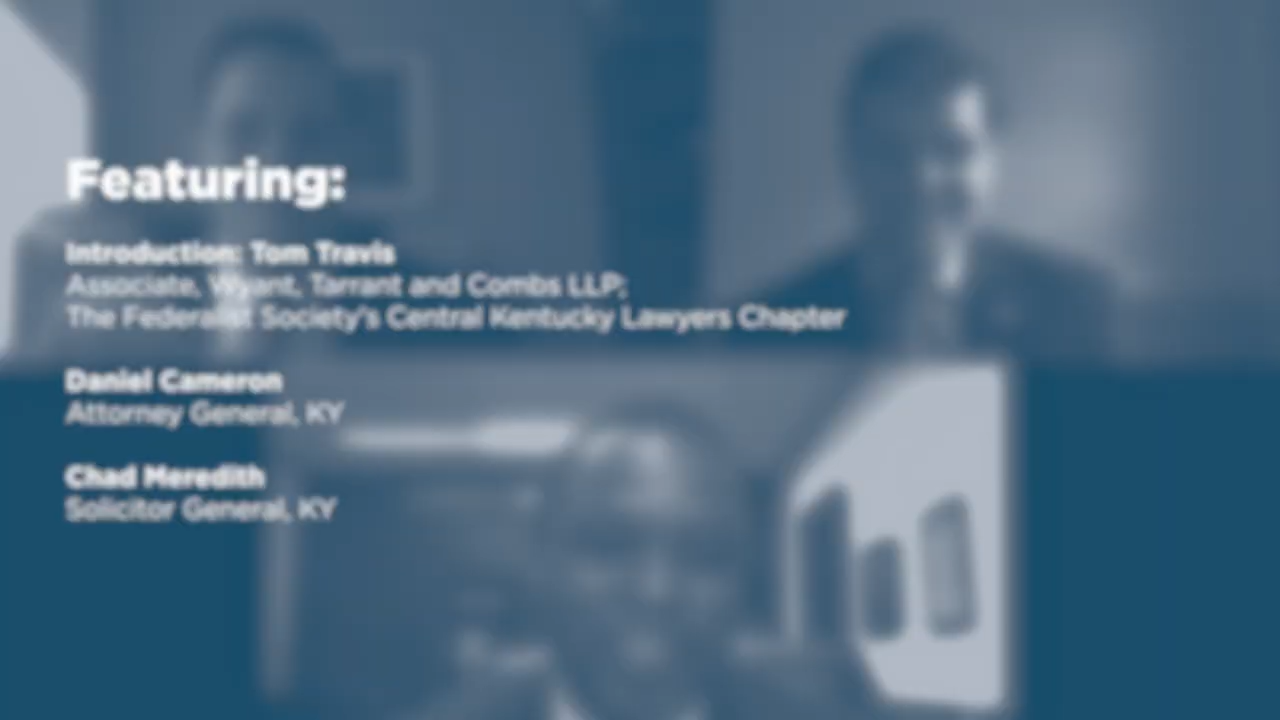 Featuring:
Introduction: Tom Travis
Associate, Wyant, Tarrant and Combs LLP;
The Federalist Society's Central Kentucky Lawyers Chapter
Daniel Cameron
Attorney General, KY
Chad Meredith
Solicitor General, KY